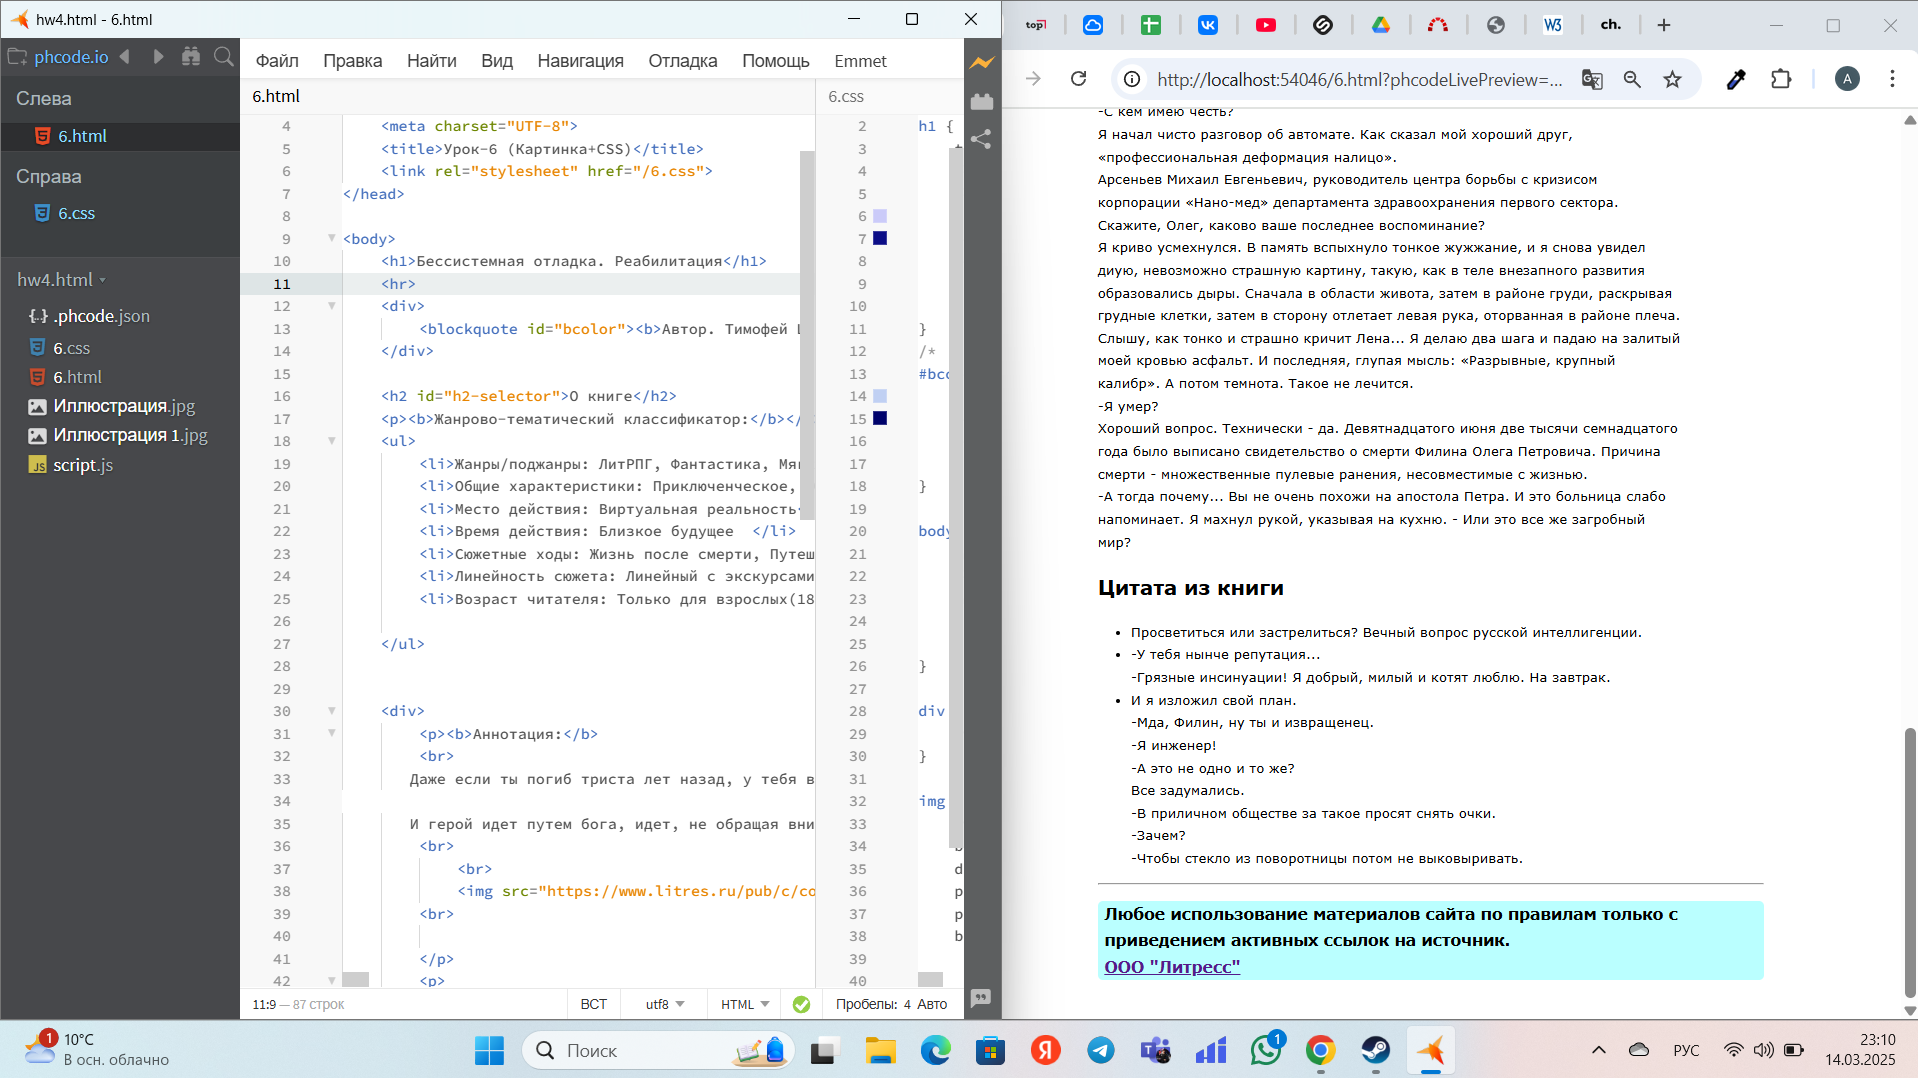 hw4.html - 6.html
phcode.io
Файл Правка Найти Вид Навигация Отладка Помощь Emmet
Слева
6.html
Справа
6.css
hw4.html
{··} .phcode.json
6.css
6.html
Иллюстрация.jpg
Иллюстрация 1.jpg
JS script.js
6.html
4 <meta charset="UTF-8">
5 <title>Урок-6 (Картинка+CSS)</title>
6 <link rel="stylesheet" href="/6.css">
7 </head>
8
9 <body>
10 <h1>Бессистемная отладка. Реабилитация</h1>
11 <hr>
12 <div>
13 <blockquote id="bcolor"><b>Автор. Тимофей
14 </div>
15
16 <h2 id="h2-selector">О книге</h2>
17 <p><b>Жанрово-тематический классификатор:</b></
18 <ul>
19 <li>Жанры/поджанры: ЛитРПГ, Фантастика,
20 <li>Общие характеристики: Приключенческое,
21 <li>Место действия: Виртуальная реальность
22 <li>Время действия: Близкое будущее </li>
23 <li>Сюжетные ходы: Жизнь после смерти, Путеш
24 <li>Линейность сюжета: Линейный с экскурсами
25 <li>Возраст читателя: Только для взрослых(18
26
27 </ul>
28
29
30 <div>
31 <p><b>Аннотация:</b>
32 <br>
33 Даже если ты погиб триста лет назад, у тебя в
34
35 И герой идет путем бога, идет, не обращая вни
36 <br>
37 <br>
38 <img src="https://www.litres.ru/pub/c/co
39 <br>
40
41 </p>
42 <p>
6.css
2 h1 {
3
4
5
6
7
8
9
10
11 }
12 /*
13 #bco
14
15
16
17
18 }
19
20 body
21
22
23
24
25
26 }
27
28 div
29
30 }
31
32 img
33
34 b
35 d
36 p
37 p
38 b
39
40
11:9 — 87 строк ВСТ utf8 HTML Пробелы: 4 Авто
top1 W3 ch.
http://localhost:54046/6.html?phcodeLivePreview=...
A
-С кем имею честь?
Я начал чисто разговор об автомате. Как сказал мой хороший друг,
«профессиональная деформация налицо».
Арсеньев Михаил Евгеньевич, руководитель центра борьбы с кризисом
корпорации «Нано-мед» департамента здравоохранения первого сектора.
Скажите, Олег, каково ваше последнее воспоминание?
Я криво усмехнулся. В память вспыхнуло тонкое жужжание, и я снова увидел
диую, невозможно страшную картину, такую, как в теле внезапного развития
образовались дыры. Сначала в области живота, затем в районе груди, раскрывая
грудные клетки, затем в сторону отлетает левая рука, оторванная в районе плеча.
Слышу, как тонко и страшно кричит Лена... Я делаю два шага и падаю на залитый
моей кровью асфальт. И последняя, глупая мысль: «Разрывные, крупный
калибр». А потом темнота. Такое не лечится.
-Я умер?
Хороший вопрос. Технически - да. Девятнадцатого июня две тысячи семнадцатого
года было выписано свидетельство о смерти Филина Олега Петровича. Причина
смерти - множественные пулевые ранения, несовместимые с жизнью.
-А тогда почему... Вы не очень похожи на апостола Петра. И это больница слабо
напоминает. Я махнул рукой, указывая на кухню. - Или это все же загробный
мир?
Цитата из книги
• Просветиться или застрелиться? Вечный вопрос русской интеллигенции.
• -У тебя нынче репутация...
-Грязные инсинуации! Я добрый, милый и котят люблю. На завтрак.
• И я изложил свой план.
-Мда, Филин, ну ты и извращенец.
-Я инженер!
-А это не одно и то же?
Все задумались.
-В приличном обществе за такое просят снять очки.
-Зачем?
-Чтобы стекло из поворотницы потом не выковыривать.
Любое использование материалов сайта по правилам только с
приведением активных ссылок на источник.
ООО "Литресс"
1
10°C
В осн. облачно
Поиск
Я
1
РУС
23:10
14.03.2025